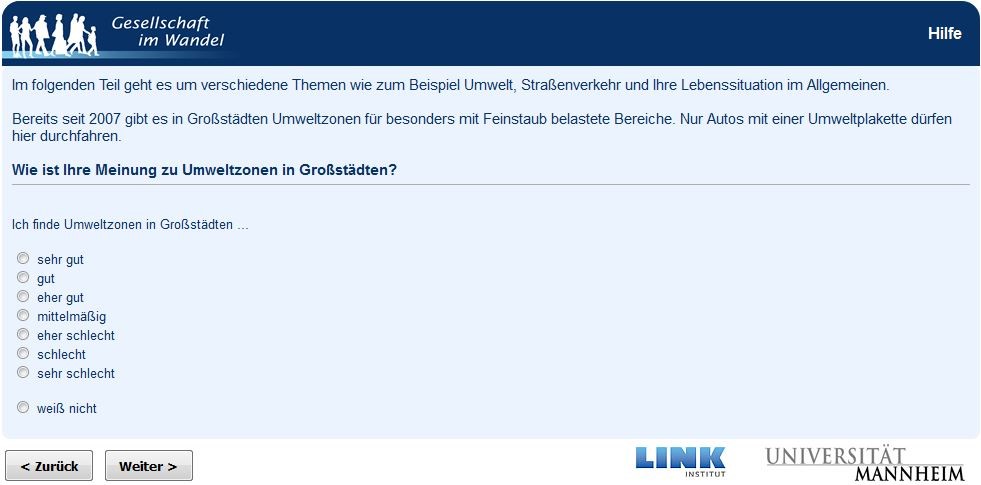 Gesellschaft
im Wandel
Hilfe
Im folgenden Teil geht es um verschiedene Themen wie zum Beispiel Umwelt, Straßenverkehr und Ihre Lebenssituation im Allgemeinen.
Bereits seit 2007 gibt es in Großstädten Umweltzonen für besonders mit Feinstaub belastete Bereiche. Nur Autos mit einer Umweltplakette dürfen
hier durchfahren.
Wie ist Ihre Meinung zu Umweltzonen in Großstädten?
Ich finde Umweltzonen in Großstädten ...
sehr gut
gut
eher gut
mittelmäßig
eher schlecht
schlecht
sehr schlecht
weiß nicht
< Zurück
Weiter >
LINK
INSTITUT
UNIVERSITÄT
MANNHEIM